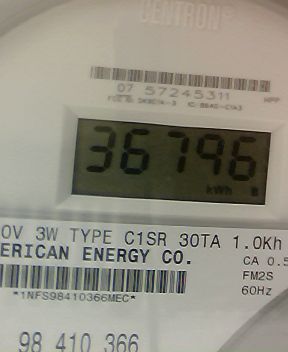 CENTRON®
07 57245311
36796
kWh
0V 3W TYPE C1SR 30TA 1.0Kh
ERICAN ENERGY CO.
CA 0.5
FM2S
*1NFS98410366MEC*
60Hz
98 410 366